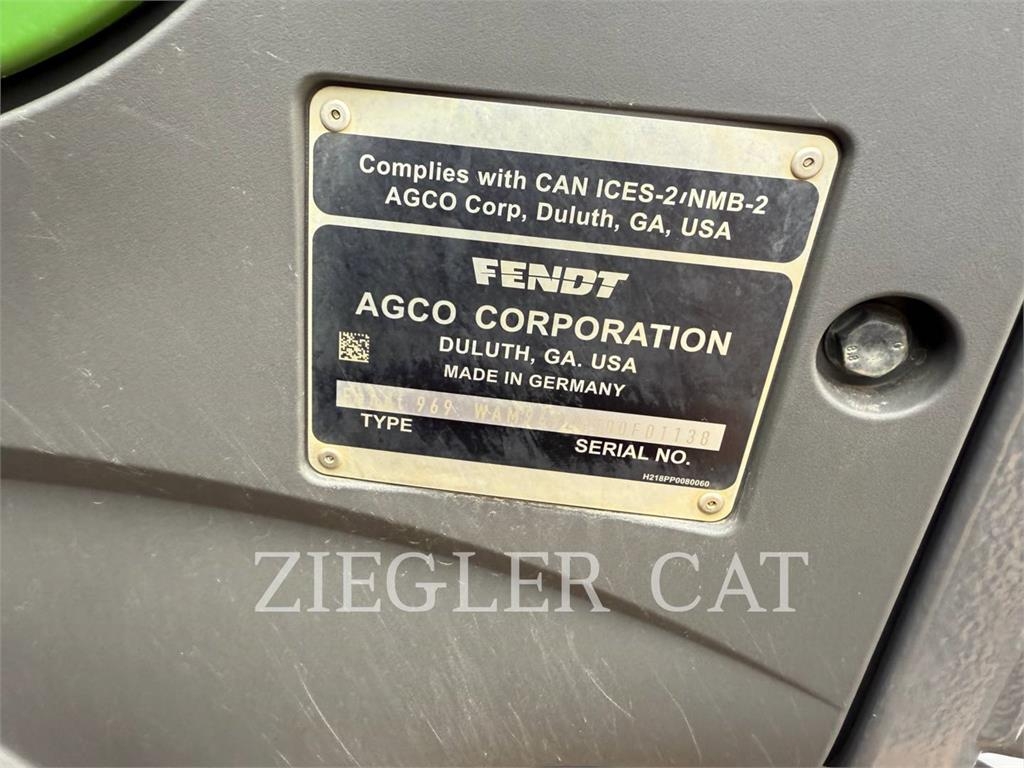 Complies with CAN ICES-2/NMB-2
AGCO Corp, Duluth, GA, USA
FENDT
AGCO CORPORATION
DULUTH, GA. USA
MADE IN GERMANY
969
TYPE
SERIAL NO.
H218PP0080060
ZIEGLER CAT